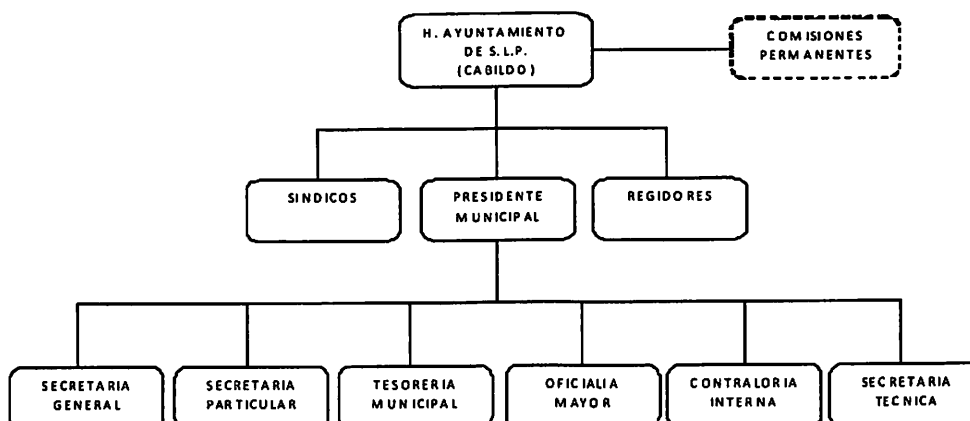 H. AYUNTAMIENTO
DE S.L.P.
(CABILDO)
COMISIONES
PERMANENTES
SINDICOS
PRESIDENTE
MUNICIPAL
REGIDORES
SECRETARIA
GENERAL
SECRETARIA
PARTICULAR
TESORERIA
MUNICIPAL
OFICIALIA
MAYOR
CONTRALORIA
INTERNA
SECRETARIA
TECNICA